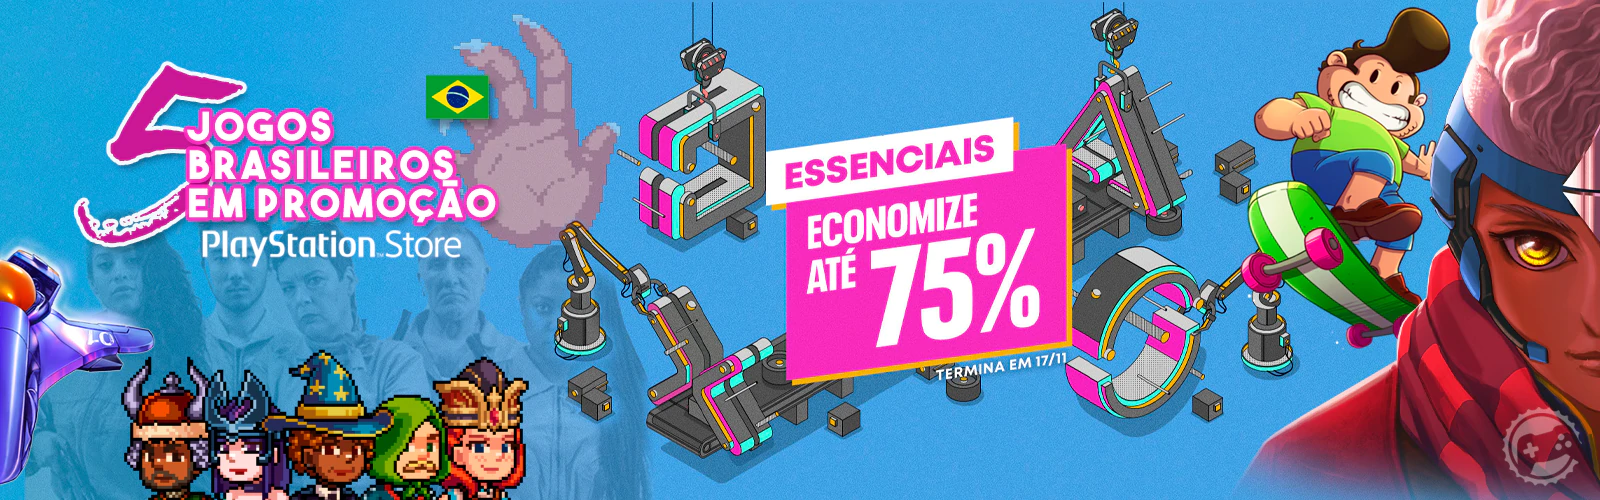 5 JOGOS
BRASILEIROS
EM PROMOÇÃO
PlayStation Store
ESSENCIAIS
ECONOMIZE
ATÉ 75%
TERMINA EM 17/11